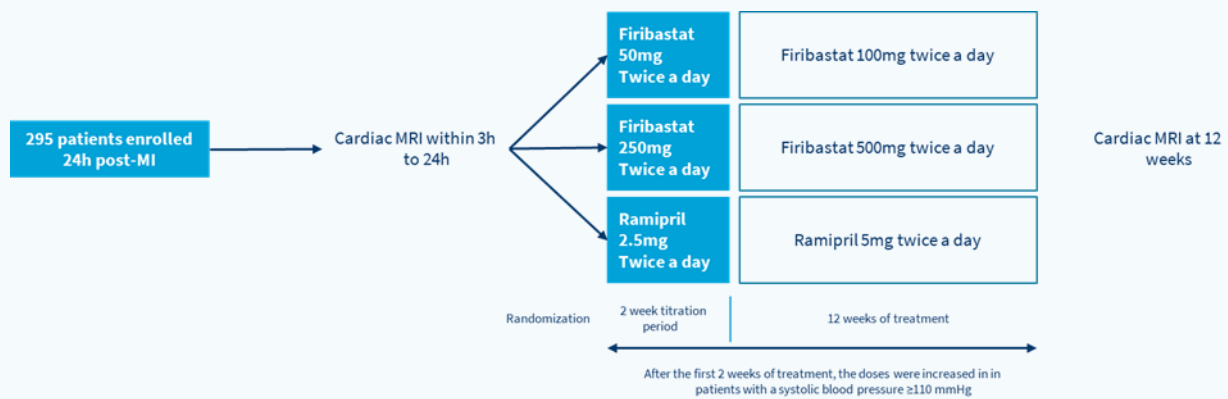 295 patients enrolled
24h post-MI
Cardiac MRI within 3h
to 24h
Firibastat
50mg
Twice a day
Firibastat 100mg twice a day
Firibastat
250mg
Twice a day
Firibastat 500mg twice a day
Ramipril
2.5mg
Twice a day
Ramipril 5mg twice a day
Cardiac MRI at 12
weeks
Randomization
2 week titration
period
12 weeks of treatment
After the first 2 weeks of treatment, the doses were increased in in
patients with a systolic blood pressure ≥110 mmHg